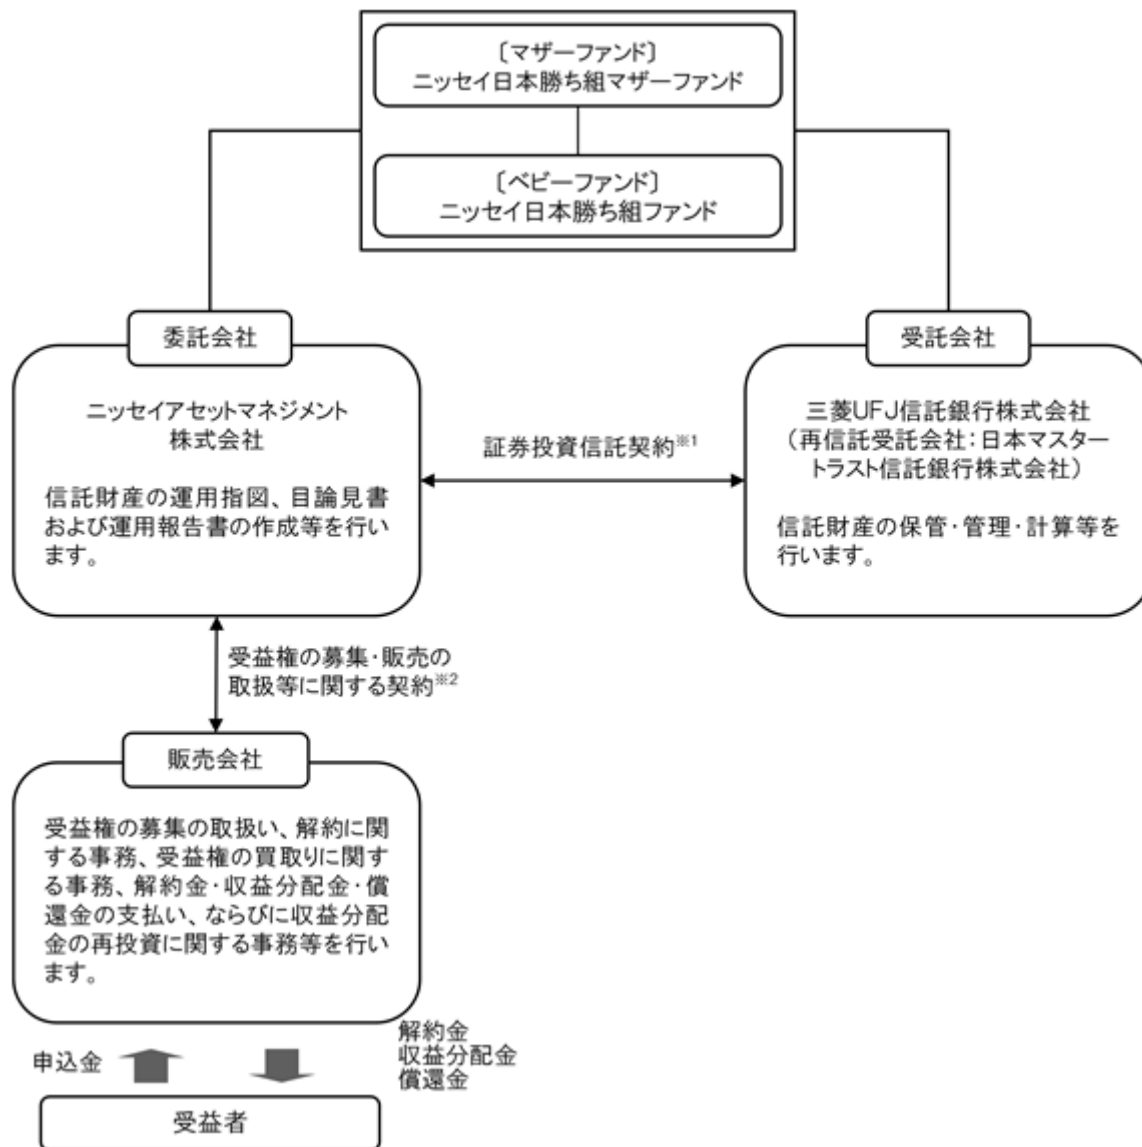 〔マザーファンド〕
ニッセイ日本勝ち組マザーファンド
〔ベビーファンド〕
ニッセイ日本勝ち組ファンド
委託会社
ニッセイアセットマネジメント
株式会社
信託財産の運用指図、目論見書
および運用報告書の作成等を行い
ます。
証券投資信託契約※1
受託会社
三菱UFJ信託銀行株式会社
（再信託受託会社：日本マスター
トラスト信託銀行株式会社）
信託財産の保管・管理・計算等を
行います。
受益権の募集・販売の
取扱等に関する契約※2
販売会社
受益権の募集の取扱い、解約に関
する事務、受益権の買取りに関す
る事務、解約金・収益分配金・償
還金の支払い、ならびに収益分配
金の再投資に関する事務等を行い
ます。
申込金
解約金
収益分配金
償還金
受益者